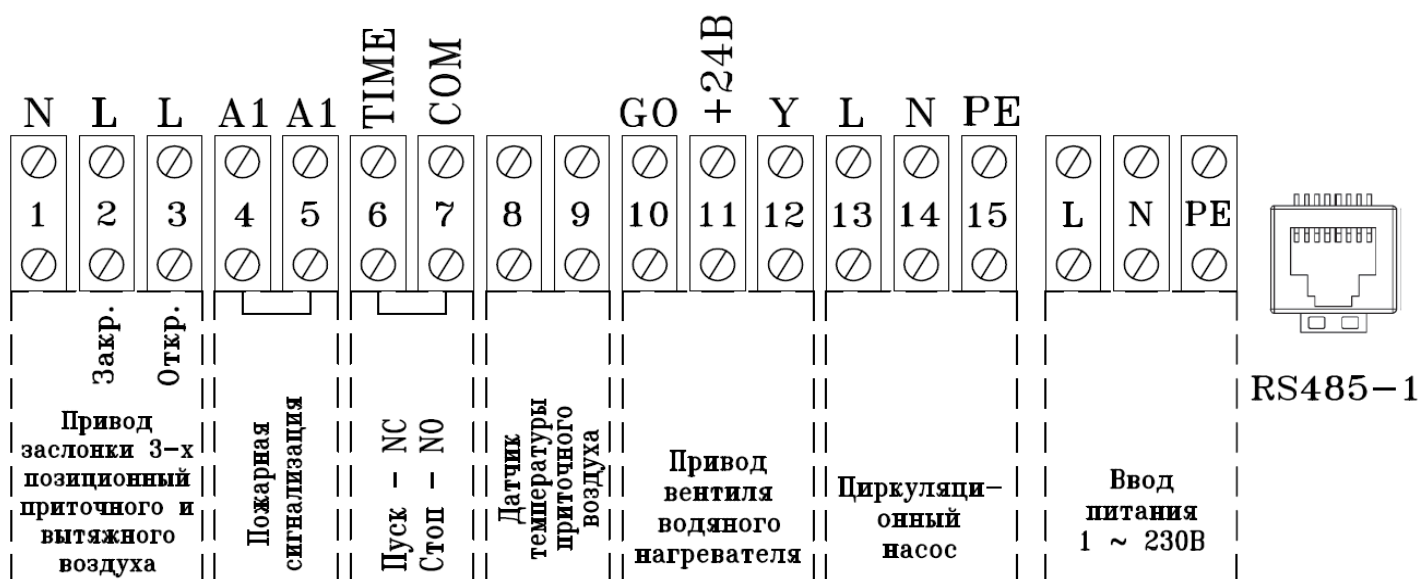 N L L A1 A1 TIME COM GO +24В Y L N PE
1 2 3 4 5 6 7 8 9 10 11 12 13 14 15 L N PE
Закр.
Откр.
Привод
заслонки 3-х
позиционный
приточного и
вытяжного
воздуха
Пожарная
сигнализация
Пуск - NC
Стоп - NO
Датчик
температуры
приточного
воздуха
Привод
вентиля
водяного
нагревателя
Циркуляци-
онный
насос
Ввод
питания
1 ~ 230В
RS485-1